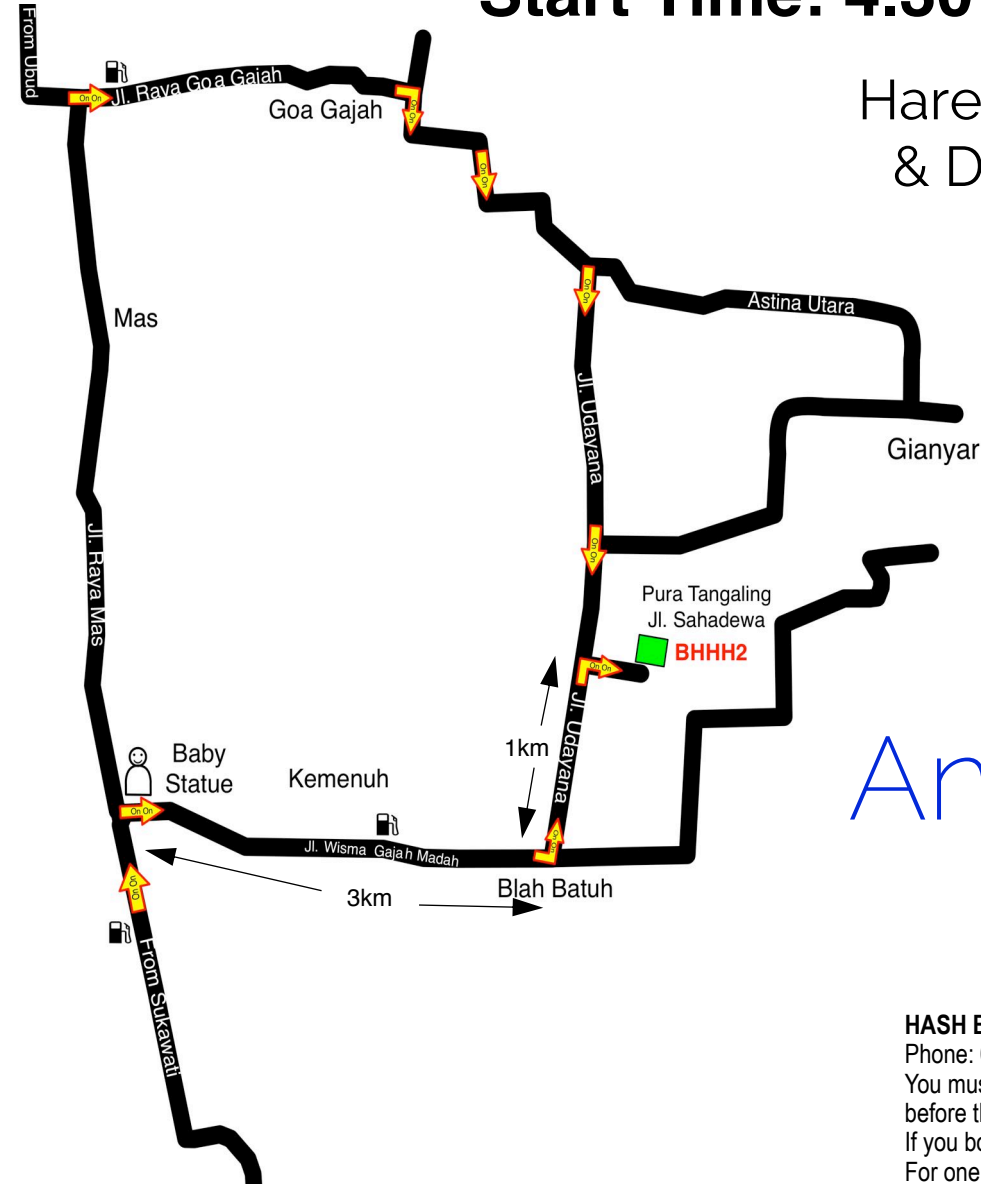 Start Time: 4.30
From Ubud
On On
Jl. Raya Goa Gajah
Goa Gajah
On On
On On
Hare
& D
Mas
On On
Astina Utara
Jl. Udayana
Gianyar
Jl. Raya Mas
On On
Pura Tangaling
Jl. Sahadewa
BHHH2
On On
Jl. Udayana
1km
Baby
Statue
Kemenuh
On On
On On
Jl. Wisma Gajah Madah
Blah Batuh
3km
On On
From Sukawati
HASH
Phone:
You mus
before th
If you bo
For one